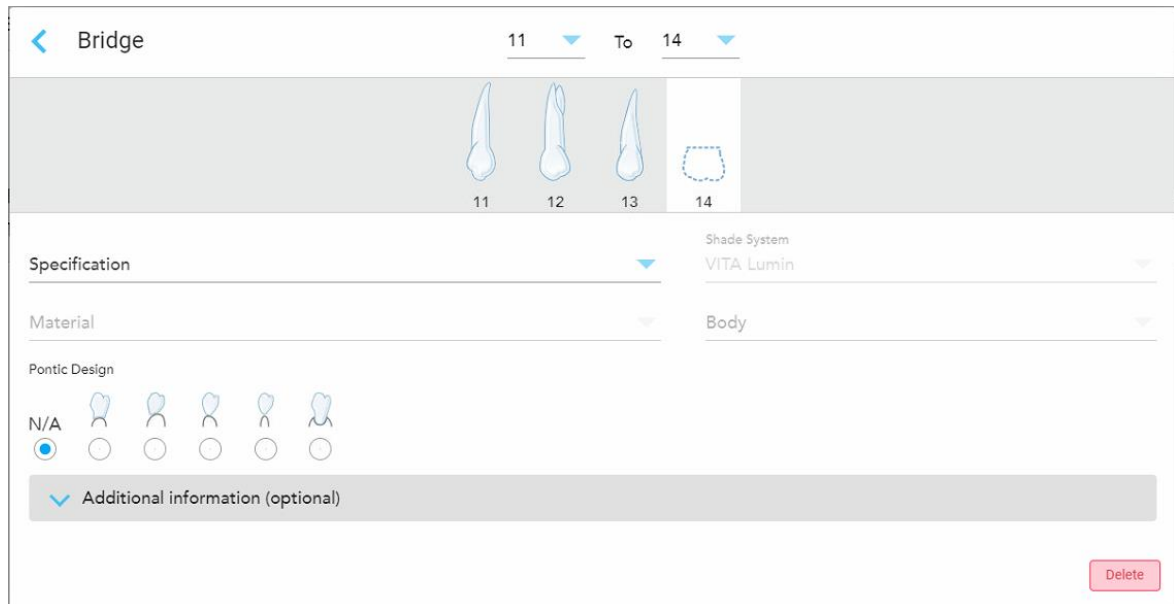 Bridge
11 To 14
11 12 13 14
Shade System
Specification VITA Lumin
Material Body
Pontic Design
N/A
Additional information (optional)
Delete